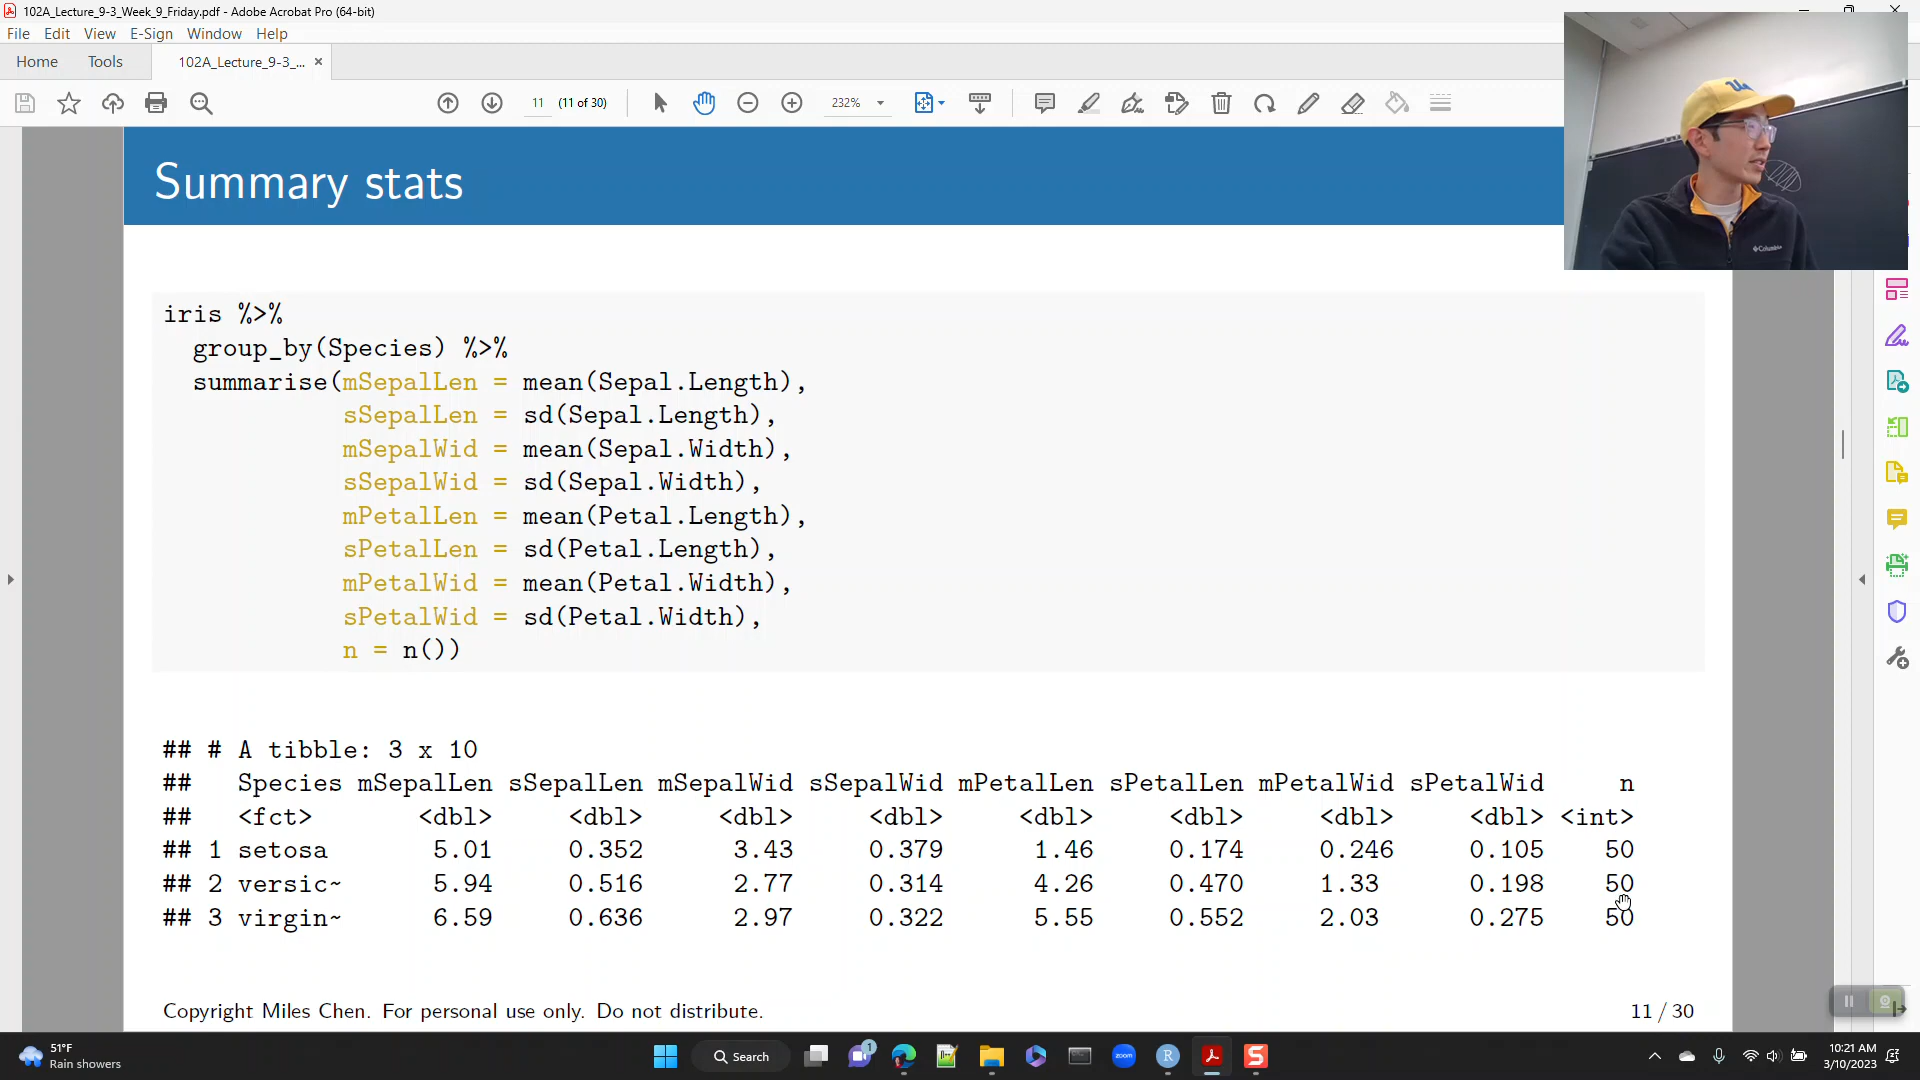 102A_Lecture_9-3_Week_9_Friday.pdf - Adobe Acrobat Pro (64-bit)
File Edit View E-Sign Window Help
Home Tools 102A_Lecture_9-3_...
11 (11 of 30) 232%
Summary stats
iris %>%
group_by(Species) %>%
summarise(mSepalLen = mean(Sepal.Length),
sSepalLen = sd(Sepal.Length),
mSepalWid = mean(Sepal.Width),
sSepalWid = sd(Sepal.Width),
mPetalLen = mean(Petal.Length),
sPetalLen = sd(Petal.Length),
mPetalWid = mean(Petal.Width),
sPetalWid = sd(Petal.Width),
n = n())
## # A tibble: 3 x 10
## Species mSepalLen sSepalLen mSepalWid sSepalWid mPetalLen sPetalLen mPetalWid sPetalWid n
## <fct> <dbl> <dbl> <dbl> <dbl> <dbl> <dbl> <dbl> <dbl> <int>
## 1 setosa 5.01 0.352 3.43 0.379 1.46 0.174 0.246 0.105 50
## 2 versic~ 5.94 0.516 2.77 0.314 4.26 0.470 1.33 0.198 50
## 3 virgin~ 6.59 0.636 2.97 0.322 5.55 0.552 2.03 0.275 50
Copyright Miles Chen. For personal use only. Do not distribute. 11 / 30
51°F
Rain showers
Search
1
zoom
10:21 AM
3/10/2023
Columbia